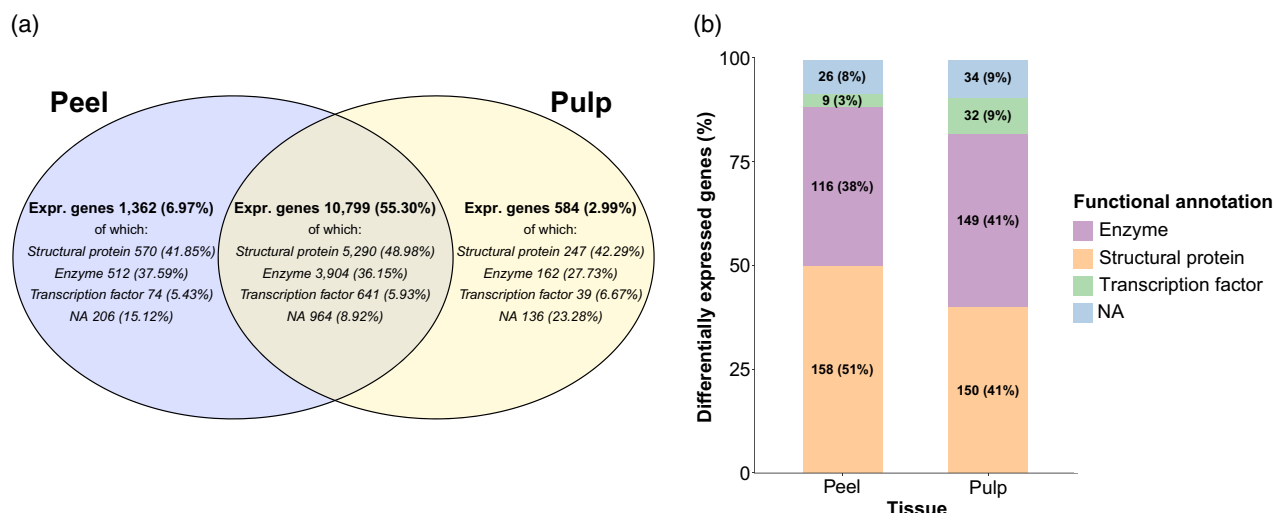 (a)
Peel
Pulp
Expr. genes 1,362 (6.97%)
of which:
Structural protein 570 (41.85%)
Enzyme 512 (37.59%)
Transcription factor 74 (5.43%)
NA 206 (15.12%)
Expr. genes 10,799 (55.30%)
of which:
Structural protein 5,290 (48.98%)
Enzyme 3,904 (36.15%)
Transcription factor 641 (5.93%)
NA 964 (8.92%)
Expr. genes 584 (2.99%)
of which:
Structural protein 247 (42.29%)
Enzyme 162 (27.73%)
Transcription factor 39 (6.67%)
NA 136 (23.28%)
(b)
Differentially expressed genes (%)
100
75
50
25
0
26 (8%)
9 (3%)
116 (38%)
158 (51%)
34 (9%)
32 (9%)
149 (41%)
150 (41%)
Peel
Pulp
Tissue
Functional annotation
Enzyme
Structural protein
Transcription factor
NA